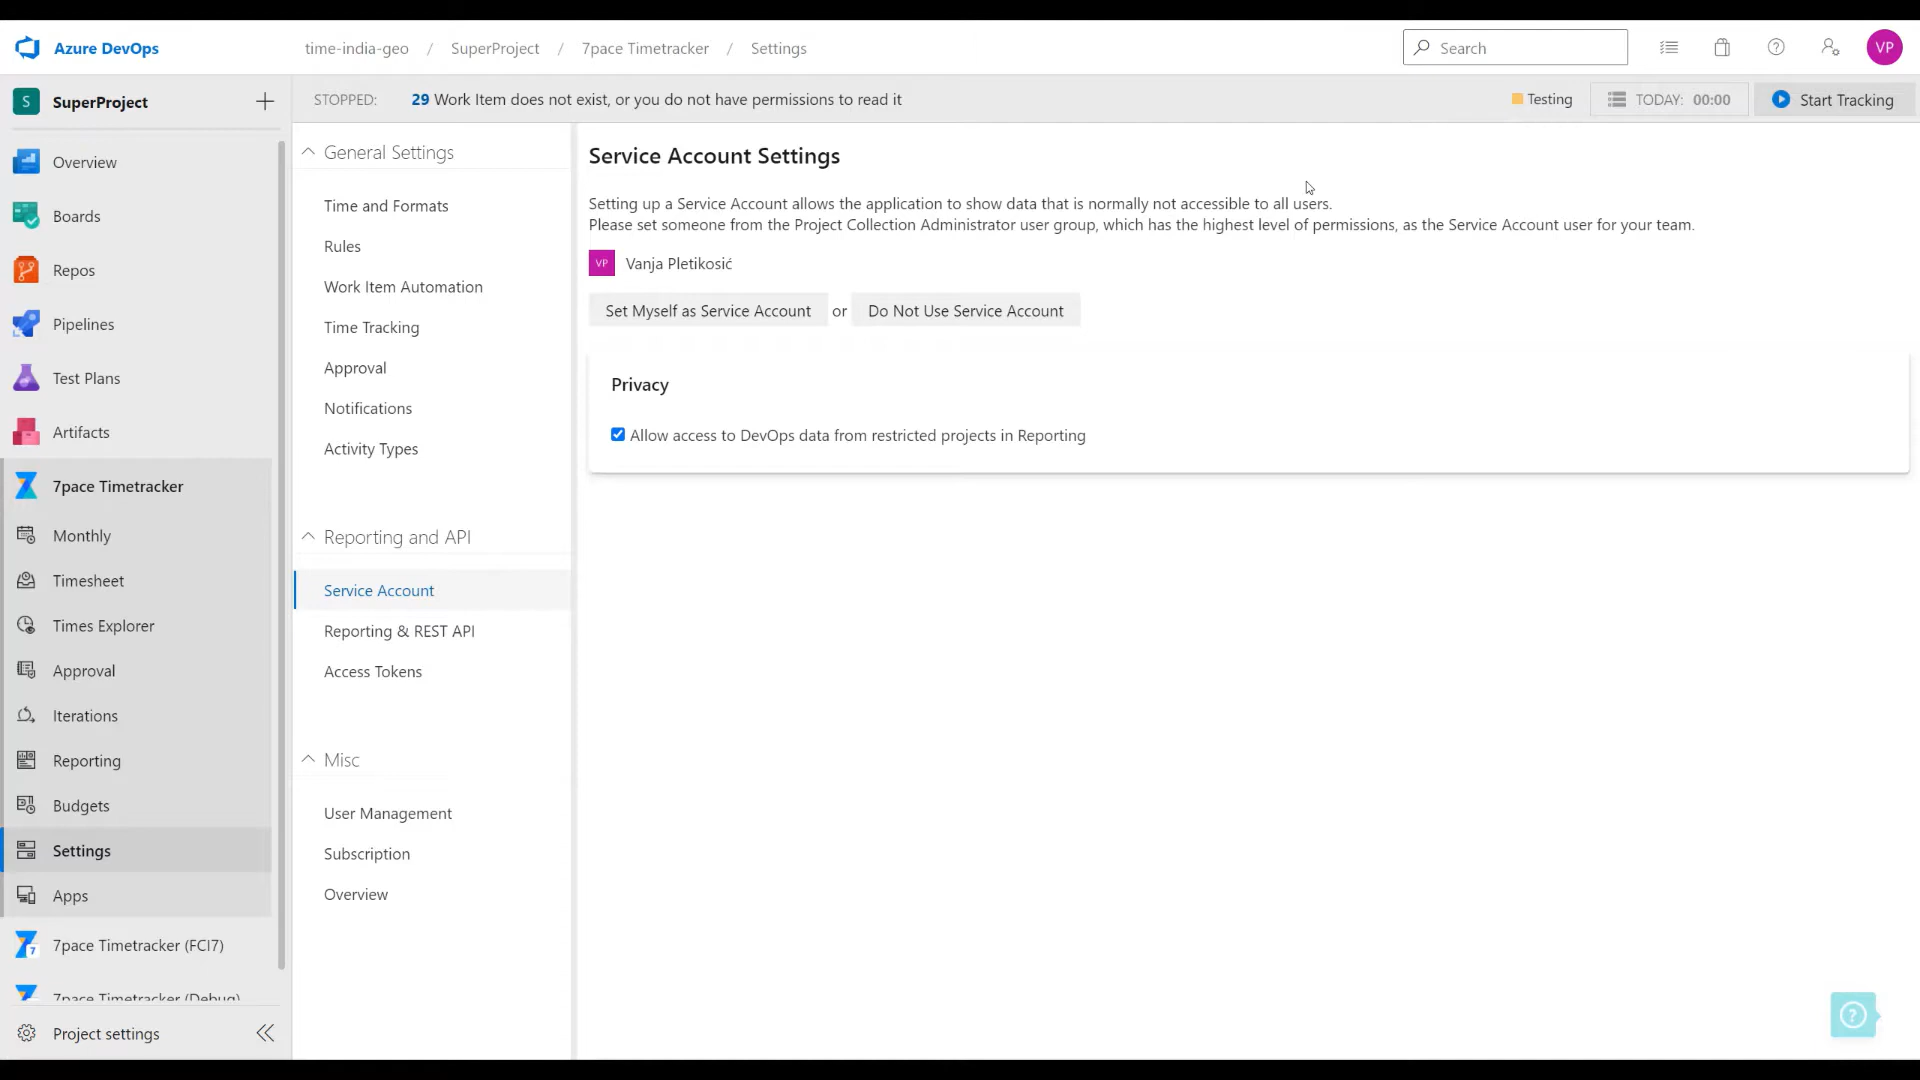 Azure DevOps
time-india-geo / SuperProject / 7pace Timetracker / Settings
Search
VP
S SuperProject
STOPPED: 29 Work Item does not exist, or you do not have permissions to read it
Testing
TODAY: 00:00
Start Tracking
Overview
Boards
Repos
Pipelines
Test Plans
Artifacts
7pace Timetracker
Monthly
Timesheet
Times Explorer
Approval
Iterations
Reporting
Budgets
Settings
Apps
7pace Timetracker (FCI7)
7pace Timetracker (Debug)
Project settings
General Settings
Time and Formats
Rules
Work Item Automation
Time Tracking
Approval
Notifications
Activity Types
Reporting and API
Service Account
Reporting & REST API
Access Tokens
Misc
User Management
Subscription
Overview
Service Account Settings
Setting up a Service Account allows the application to show data that is normally not accessible to all users.
Please set someone from the Project Collection Administrator user group, which has the highest level of permissions, as the Service Account user for your team.
VP Vanja Pletikosić
Set Myself as Service Account or Do Not Use Service Account
Privacy
Allow access to DevOps data from restricted projects in Reporting